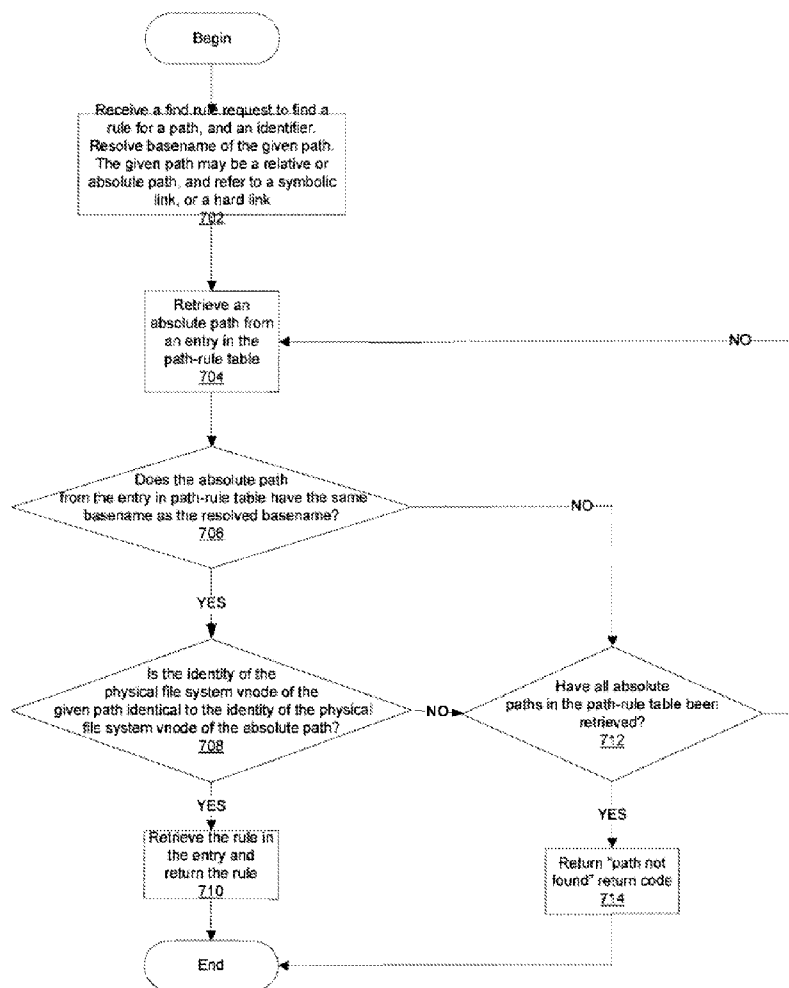 Begin
Receive a find rule request to find a
rule for a path, and an identifier.
Resolve basename of the given path.
The given path may be a relative or
absolute path, and refer to a symbolic
link, or a hard link
702
Retrieve an
absolute path from
an entry in the
path-rule table
704
NO
Does the absolute path
from the entry in path-rule table have the same
basename as the resolved basename?
706
NO
YES
Is the identity of the
physical file system vnode of the
given path identical to the identity of the physical
file system vnode of the absolute path?
708
NO
Have all absolute
paths in the path-rule table been
retrieved?
712
YES
YES
Retrieve the rule in
the entry and
return the rule
710
Return "path not
found" return code
714
End